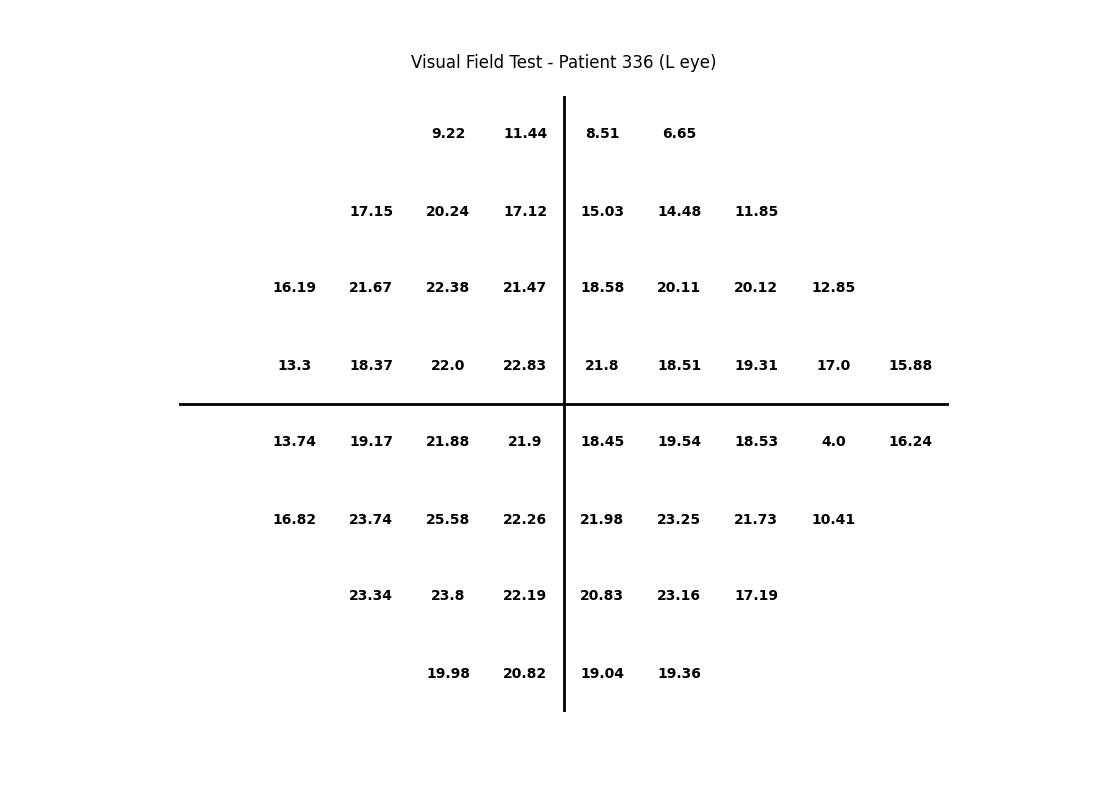 Visual Field Test - Patient 336 (L eye)
9.22 11.44 8.51 6.65
17.15 20.24 17.12 15.03 14.48 11.85
16.19 21.67 22.38 21.47 18.58 20.11 20.12 12.85
13.3 18.37 22.0 22.83 21.8 18.51 19.31 17.0 15.88
13.74 19.17 21.88 21.9 18.45 19.54 18.53 4.0 16.24
16.82 23.74 25.58 22.26 21.98 23.25 21.73 10.41
23.34 23.8 22.19 20.83 23.16 17.19
19.98 20.82 19.04 19.36